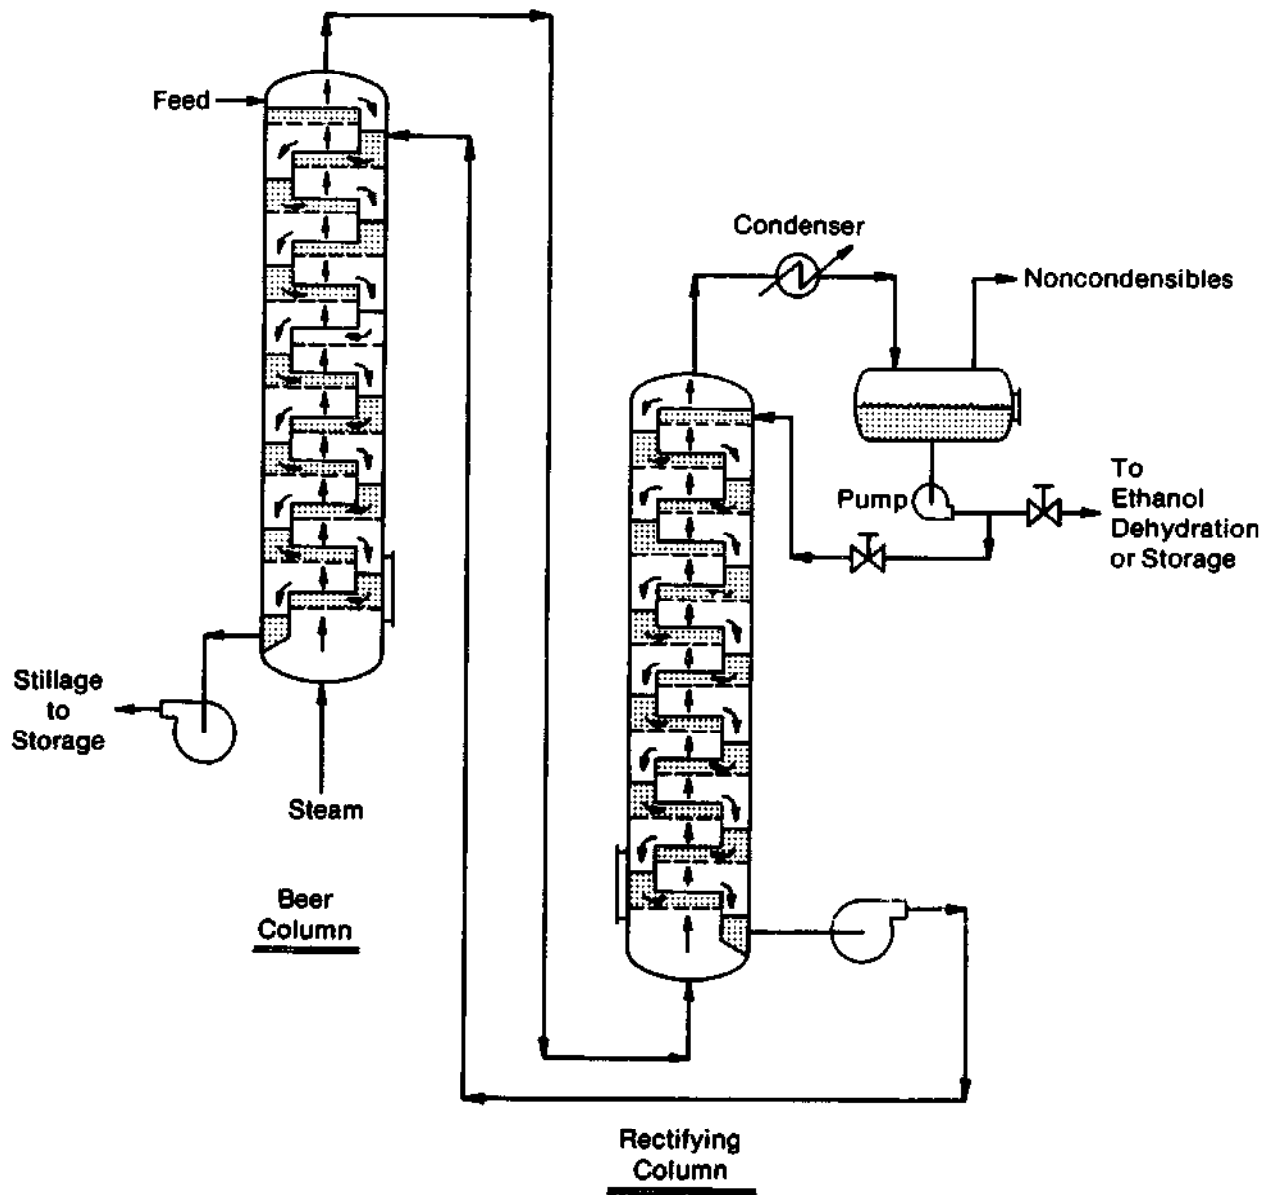 Feed
Condenser
Noncondensibles
Pump
To
Ethanol
Dehydration
or Storage
Stillage
to
Storage
Steam
Beer
Column
Rectifying
Column